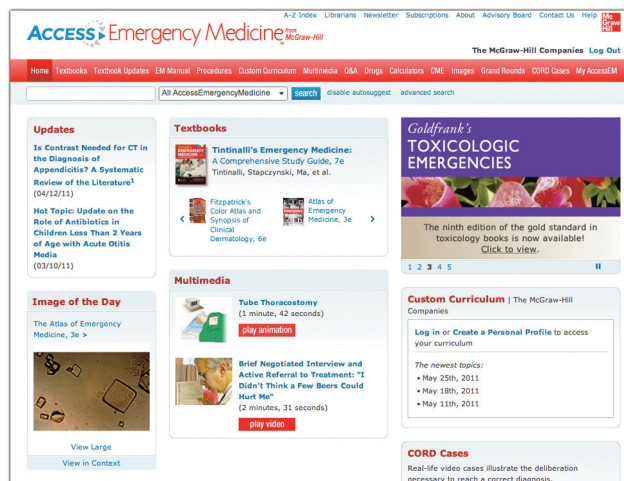 A-Z Index Librarians Newsletter Subscriptions About Advisory Board Contact Us Help
ACCESS Emergency Medicine from McGraw-Hill
Mc Graw Hill
The McGraw-Hill Companies Log Out
Home Textbooks Textbook Updates EM Manual Procedures Custom Curriculum Multimedia Q&A Drugs Calculators CME Images Grand Rounds CORD Cases My AccessEM
All AccessEmergencyMedicine search disable autosuggest advanced search
Updates
Is Contrast Needed for CT in
the Diagnosis of
Appendicitis? A Systematic
Review of the Literature1
(04/12/11)
Hot Topic: Update on the
Role of Antibiotics in
Children Less Than 2 Years
of Age with Acute Otitis
Media
(03/10/11)
Image of the Day
The Atlas of Emergency
Medicine, 3e >
View Large
View in Context
Textbooks
Tintinalli's Emergency Medicine:
A Comprehensive Study Guide, 7e
Tintinalli, Stapczynski, Ma, et al.
Fitzpatrick's
Color Atlas and
Synopsis of
Clinical
Dermatology, 6e
Atlas of
Emergency
Medicine, 3e
Multimedia
Tube Thoracostomy
(1 minute, 42 seconds)
play animation
Brief Negotiated Interview and
Active Referral to Treatment: "I
Didn't Think a Few Beers Could
Hurt Me"
(2 minutes, 31 seconds)
play video
Goldfrank's
TOXICOLOGIC
EMERGENCIES
The ninth edition of the gold standard in
toxicology books is now available!
Click to view.
1 2 3 4 5
Custom Curriculum | The McGraw-Hill
Companies
Log in or Create a Personal Profile to access
your curriculum
The newest topics:
• May 25th, 2011
• May 18th, 2011
• May 11th, 2011
CORD Cases
Real-life video cases illustrate the deliberation
necessary to reach a correct diagnosis.